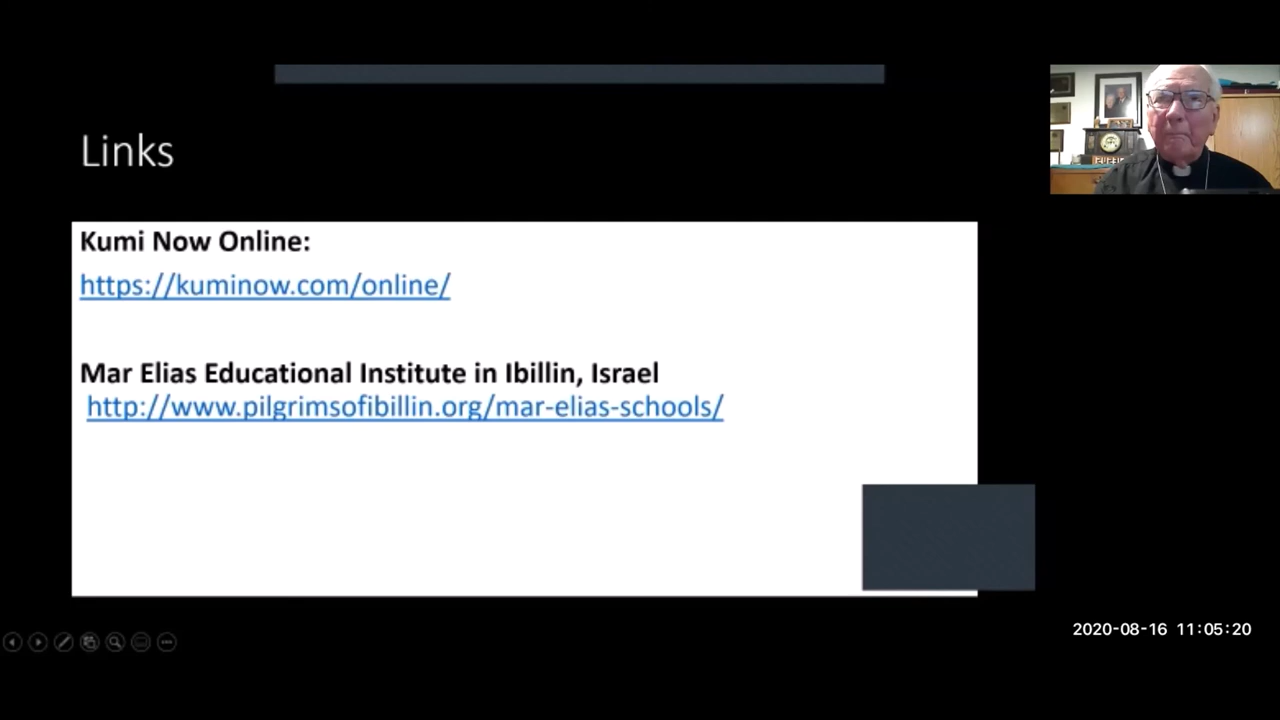 Links
Kumi Now Online:
https://kuminow.com/online/
Mar Elias Educational Institute in Ibillin, Israel
http://www.pilgrimsofibillin.org/mar-elias-schools/
2020-08-16 11:05:20